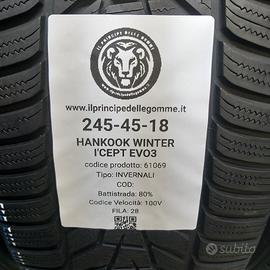 IL PRINCIPE DELLE GOMME
www.ilprincipedellegomme.it
245-45-18
HANKOOK WINTER
I'CEPT EVO3
codice prodotto: 61069
Tipo: INVERNALI
COD:
Battistrada: 80%
Codice Velocità: 100V
FILA: 28
subito